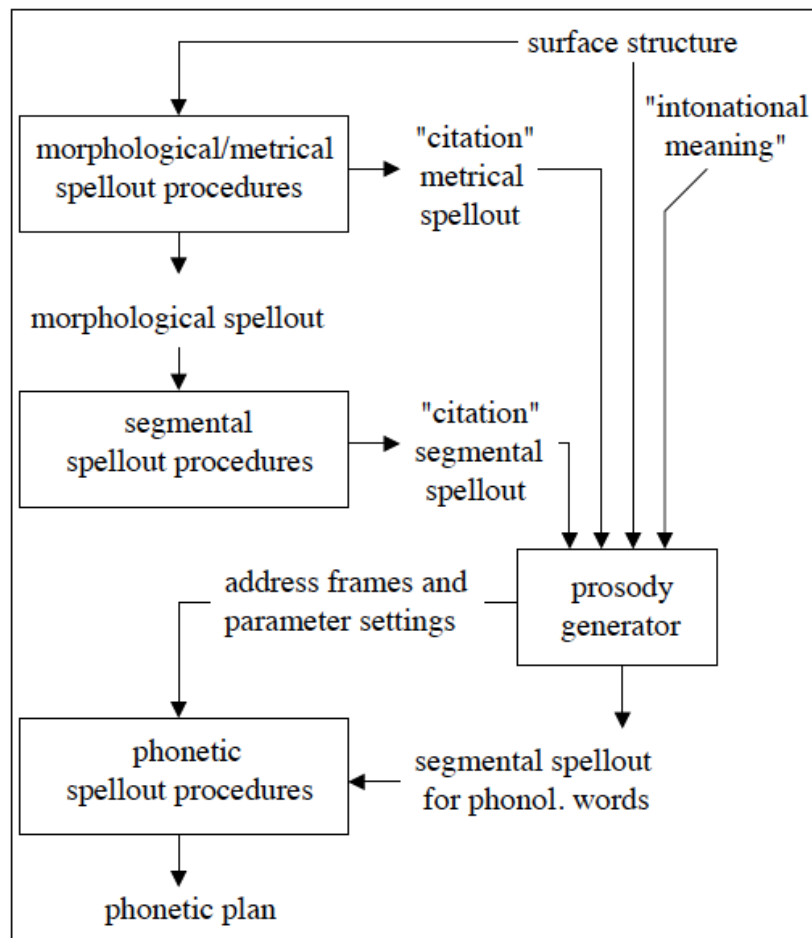 surface structure
"intonational
meaning"
morphological/metrical
spellout procedures
"citation"
metrical
spellout
morphological spellout
segmental
spellout procedures
"citation"
segmental
spellout
address frames and
parameter settings
prosody
generator
phonetic
spellout procedures
segmental spellout
for phonol. words
phonetic plan